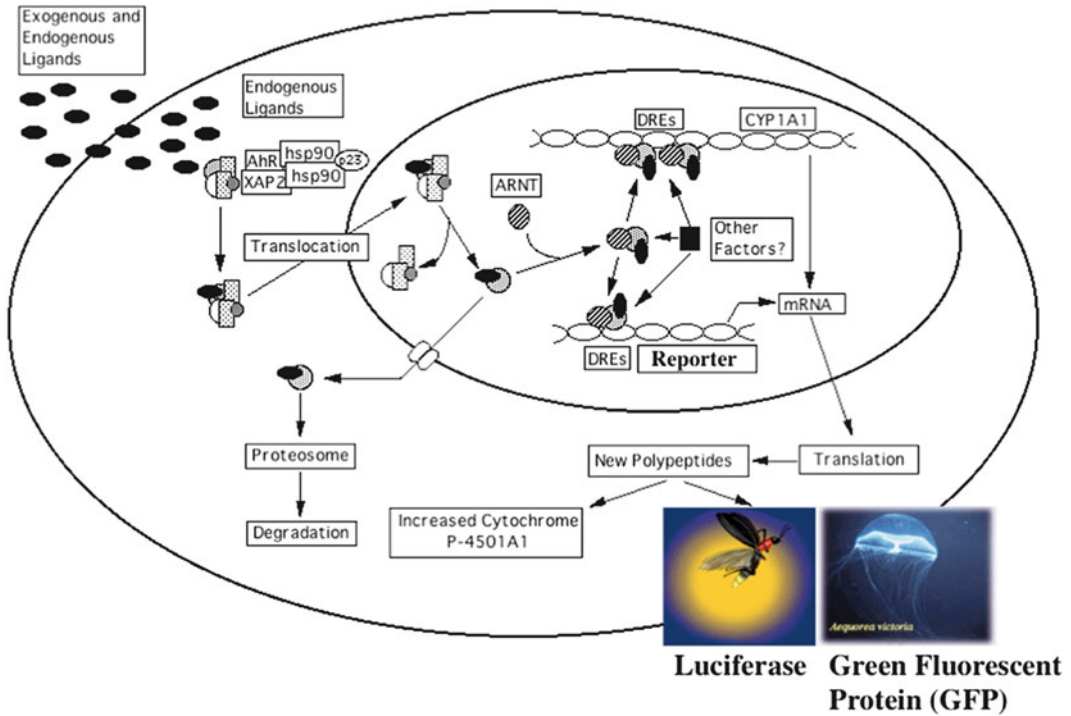 Exogenous and
Endogenous
Ligands
Endogenous
Ligands
AhR
hsp90
p23
XAP2
hsp90
Translocation
ARNT
DREs
CYP1A1
Other
Factors?
mRNA
DREs
Reporter
Proteosome
Degradation
New Polypeptides
Translation
Increased Cytochrome
P-4501A1
Aequorea victoria
Luciferase
Green Fluorescent
Protein (GFP)